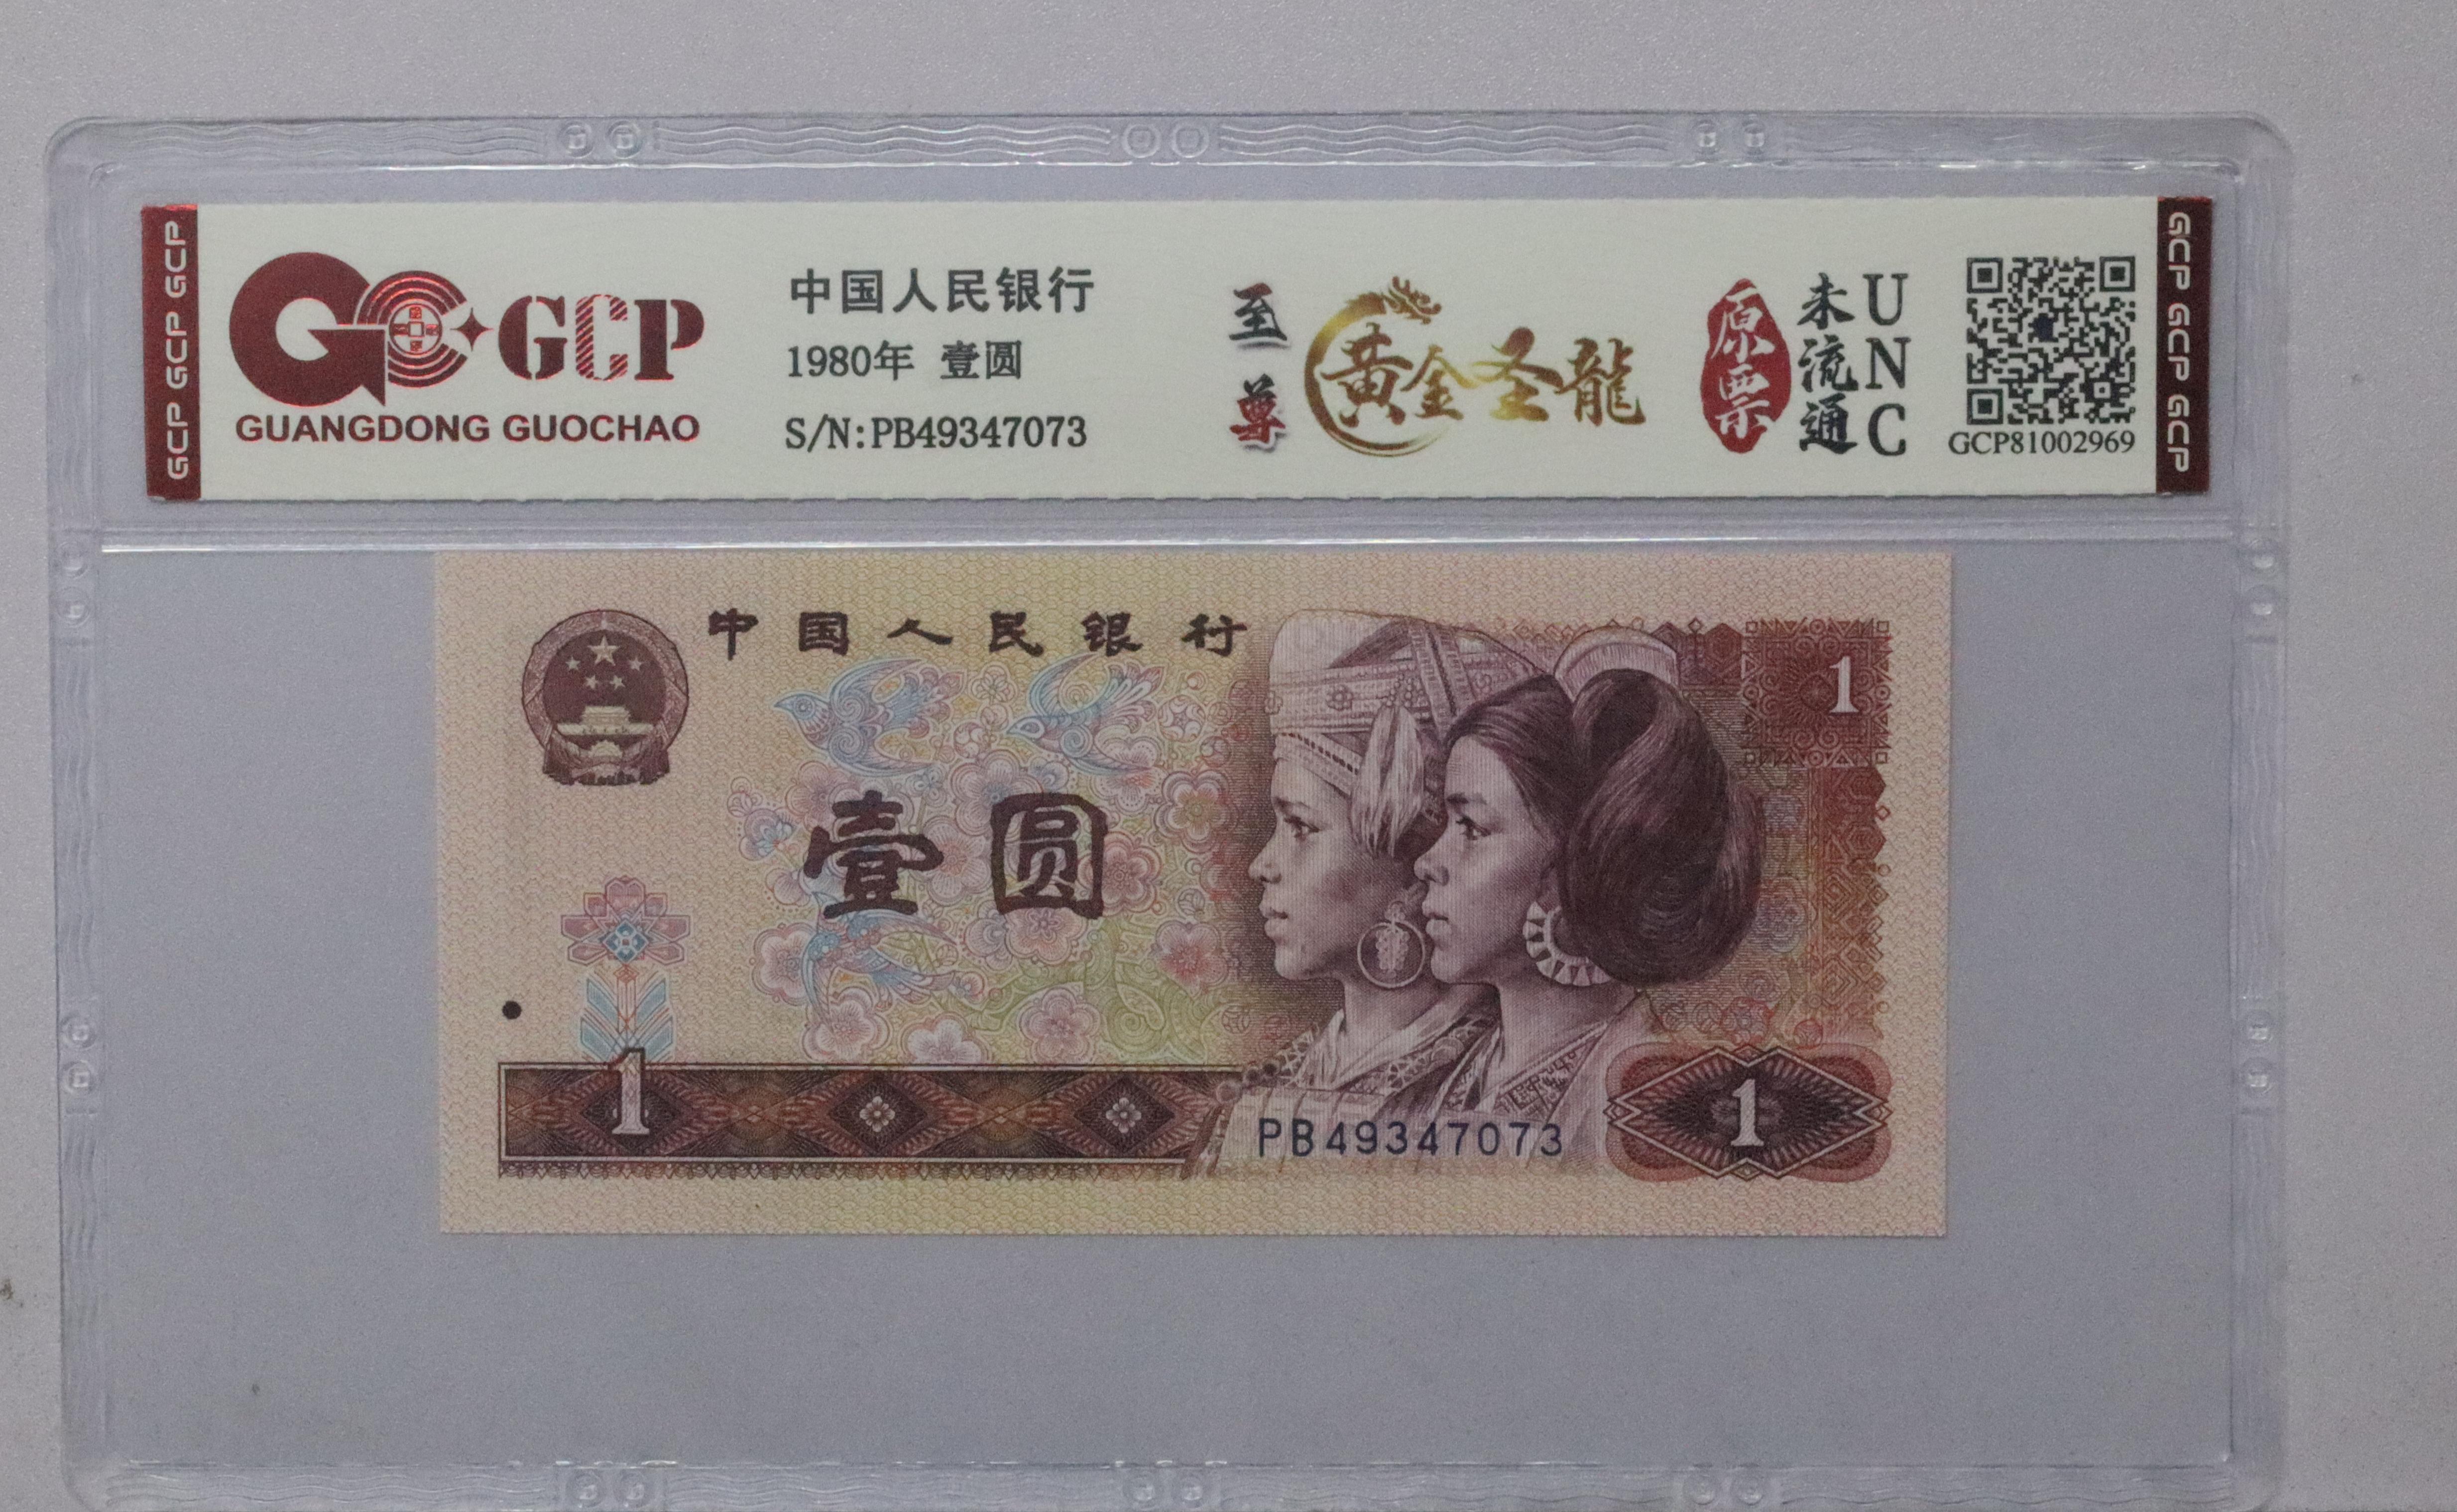 GCP GCP GCP
GCP
GUANGDONG GUOCHAO
中国人民银行
1980年 壹圆
S/N:PB49347073
至尊
黄金圣龍
原票
未流通
UNC
GCP81002969
GCP GCP GCP
中国人民银行
1
壹圆
1
PB49347073
1